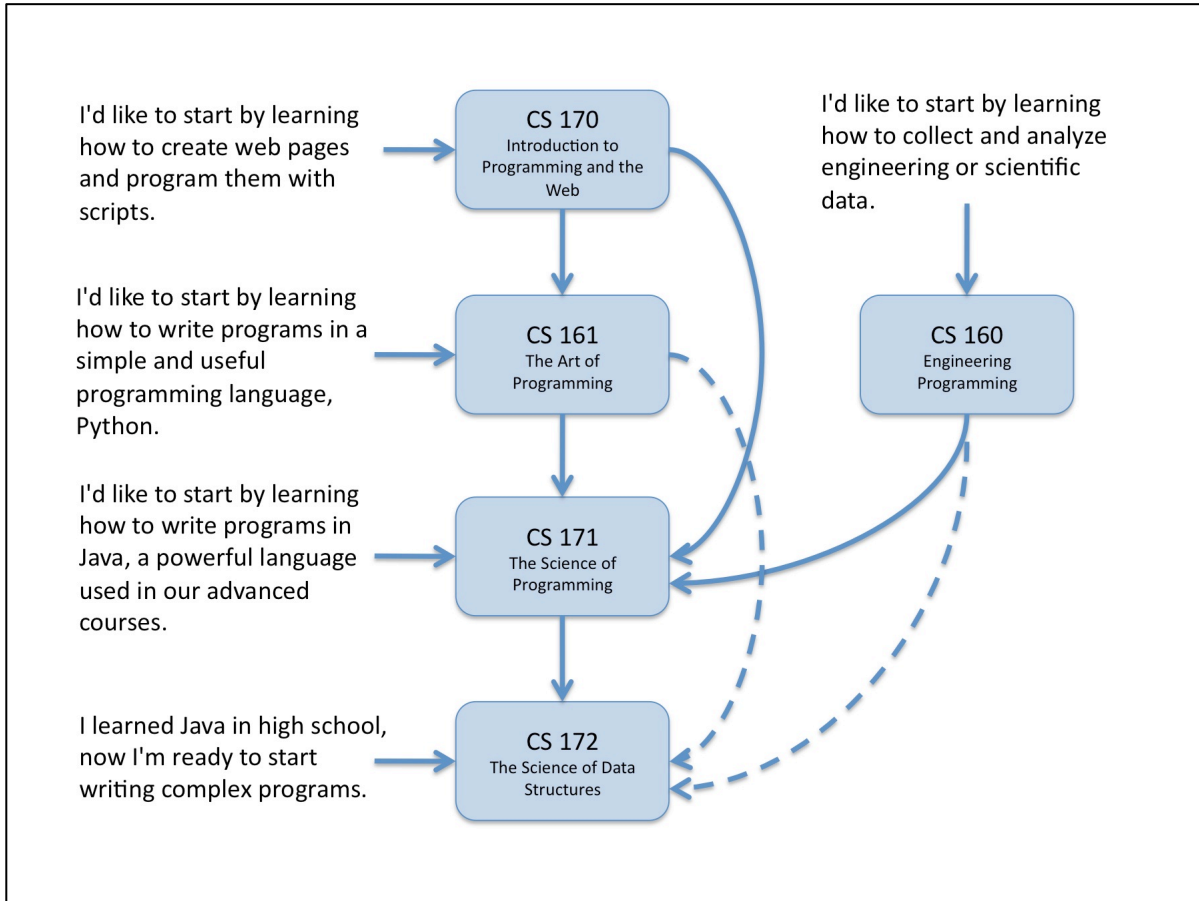 I'd like to start by learning
how to create web pages
and program them with
scripts.
CS 170
Introduction to
Programming and the
Web
I'd like to start by learning
how to collect and analyze
engineering or scientific
data.
I'd like to start by learning
how to write programs in a
simple and useful
programming language,
Python.
CS 161
The Art of
Programming
CS 160
Engineering
Programming
I'd like to start by learning
how to write programs in
Java, a powerful language
used in our advanced
courses.
CS 171
The Science of
Programming
I learned Java in high school,
now I'm ready to start
writing complex programs.
CS 172
The Science of Data
Structures